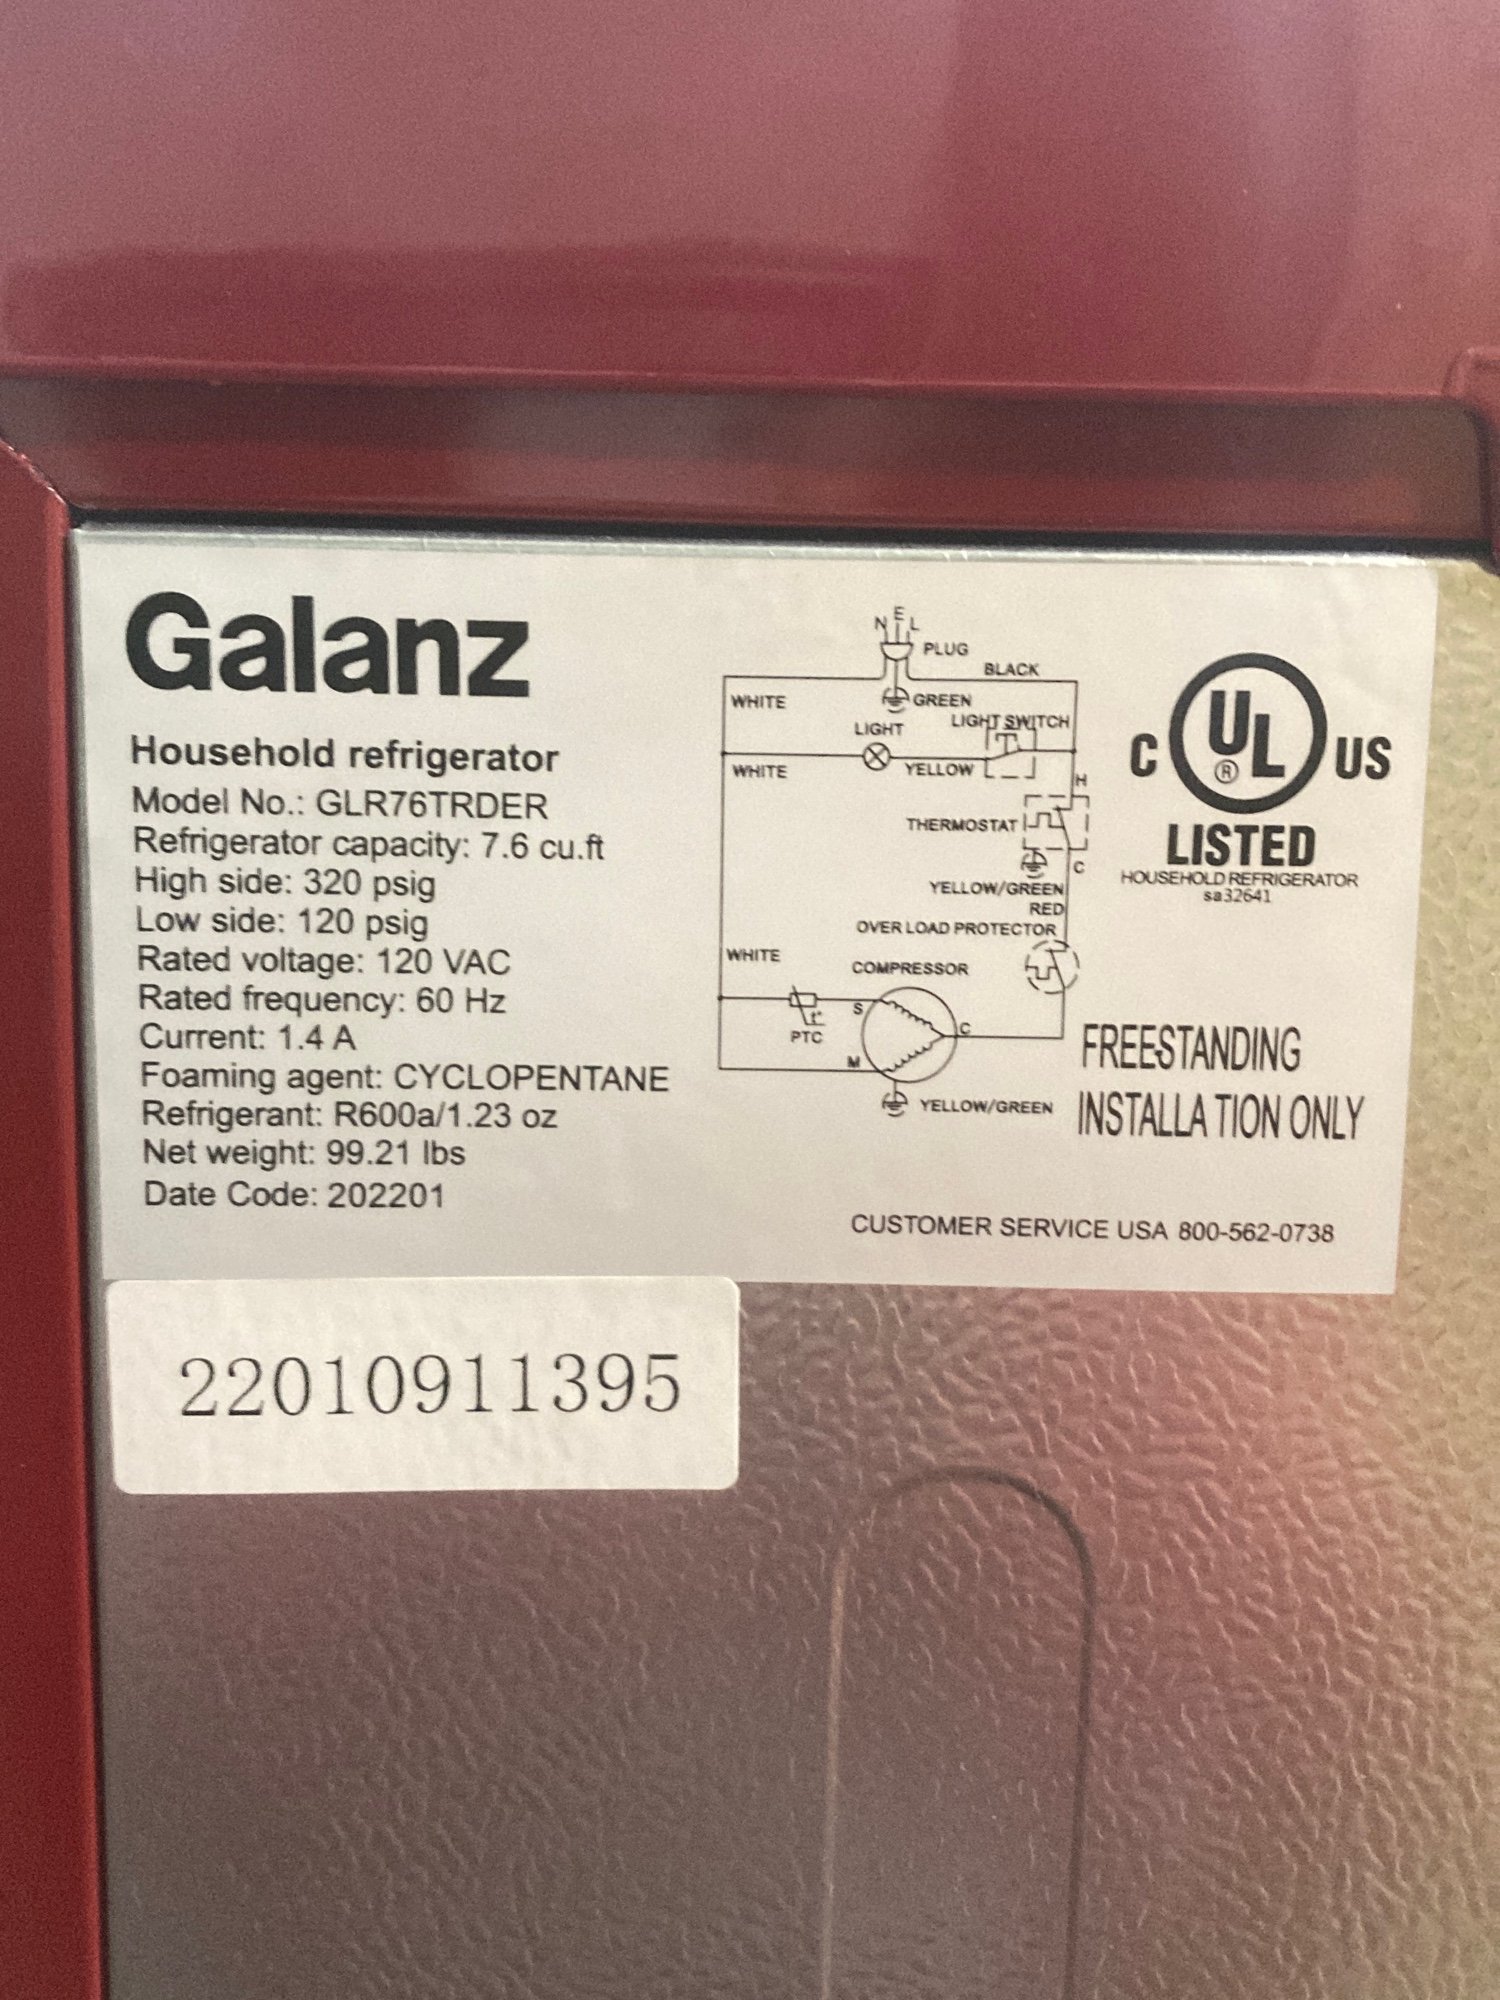 Galanz
Household refrigerator
Model No.: GLR76TRDER
Refrigerator capacity: 7.6 cu.ft
High side: 320 psig
Low side: 120 psig
Rated voltage: 120 VAC
Rated frequency: 60 Hz
Current: 1.4 A
Foaming agent: CYCLOPENTANE
Refrigerant: R600a/1.23 oz
Net weight: 99.21 lbs
Date Code: 202201
N E L
PLUG
BLACK
WHITE
GREEN
LIGHT
LIGHT SWITCH
WHITE
YELLOW
H
THERMOSTAT
C
YELLOW/GREEN
RED
OVER LOAD PROTECTOR
WHITE
COMPRESSOR
S
t°
PTC
C
M
YELLOW/GREEN
C UL US
®
LISTED
HOUSEHOLD REFRIGERATOR
sa32641
FREESTANDING
INSTALLATION ONLY
CUSTOMER SERVICE USA 800-562-0738
22010911395